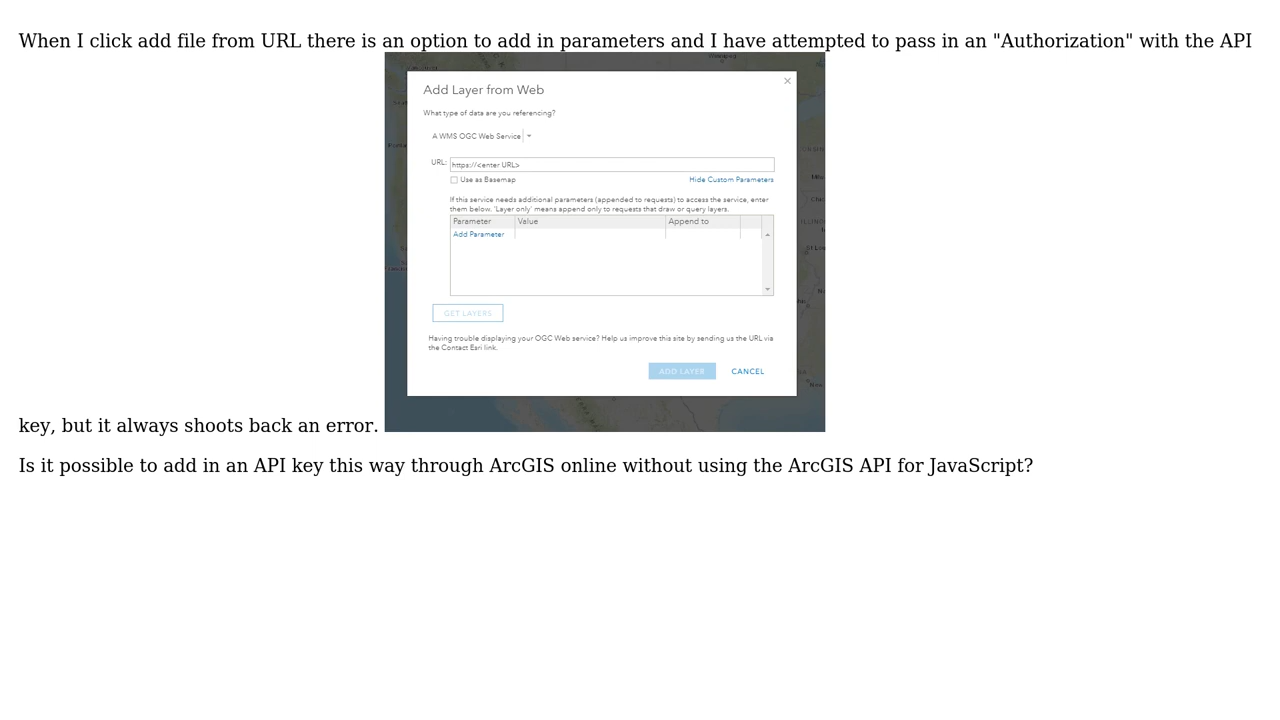 When I click add file from URL there is an option to add in parameters and I have attempted to pass in an "Authorization" with the API
Add Layer from Web
×
What type of data are you referencing?
A WMS OGC Web Service
URL: https://<enter URL>
Use as Basemap Hide Custom Parameters
If this service needs additional parameters (appended to requests) to access the service, enter
them below. 'Layer only' means append only to requests that draw or query layers.
Parameter Value Append to
Add Parameter
GET LAYERS
Having trouble displaying your OGC Web service? Help us improve this site by sending us the URL via
the Contact Esri link.
ADD LAYER CANCEL
key, but it always shoots back an error.
Is it possible to add in an API key this way through ArcGIS online without using the ArcGIS API for JavaScript?